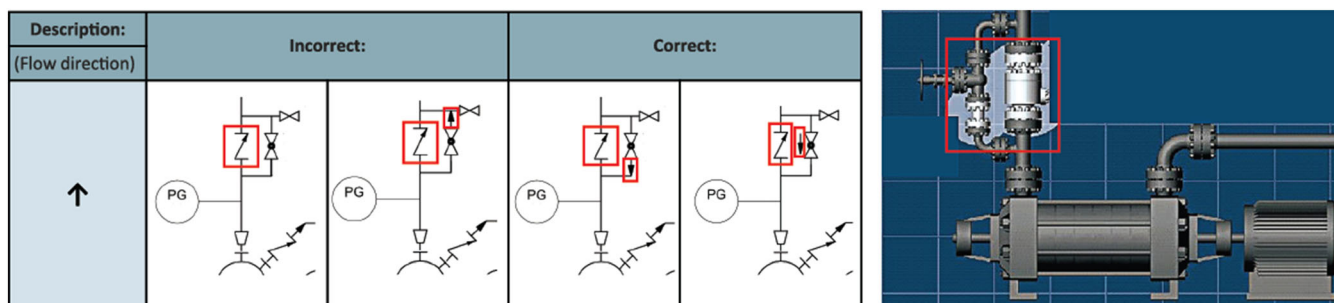 Description:
(Flow direction)
Incorrect:
Correct:
PG
PG
PG
PG